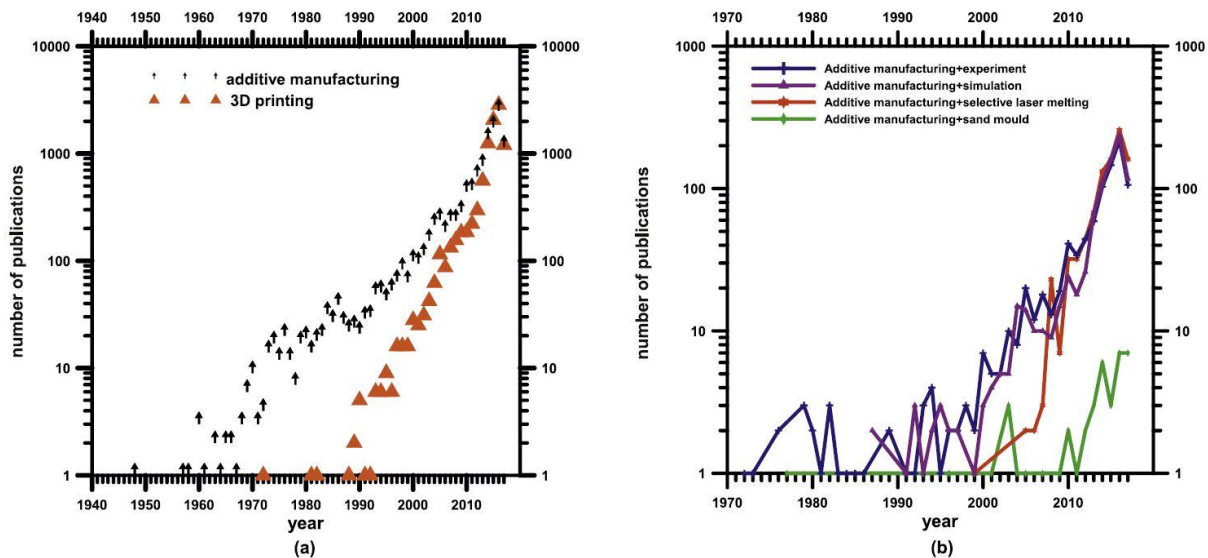 1940 1950 1960 1970 1980 1990 2000 2010
10000 10000
additive manufacturing
3D printing
1000 1000
100 100
10 10
1 1
number of publications
1940 1950 1960 1970 1980 1990 2000 2010
year
(a)
1970 1980 1990 2000 2010
1000 1000
Additive manufacturing+experiment
Additive manufacturing+simulation
Additive manufacturing+selective laser melting
Additive manufacturing+sand mould
100 100
10 10
1 1
number of publications
1970 1980 1990 2000 2010
year
(b)